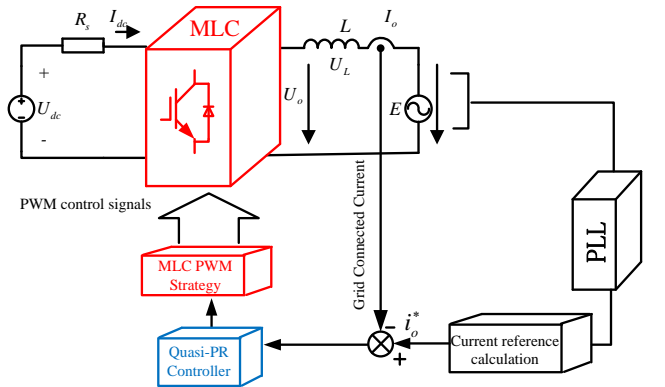 R_s
I_dc
MLC
L
I_o
U_L
+
U_dc
-
U_o
E
PWM control signals
Grid Connected Current
PLL
MLC PWM
Strategy
-
i_o^*
+
Quasi-PR
Controller
Current reference
calculation